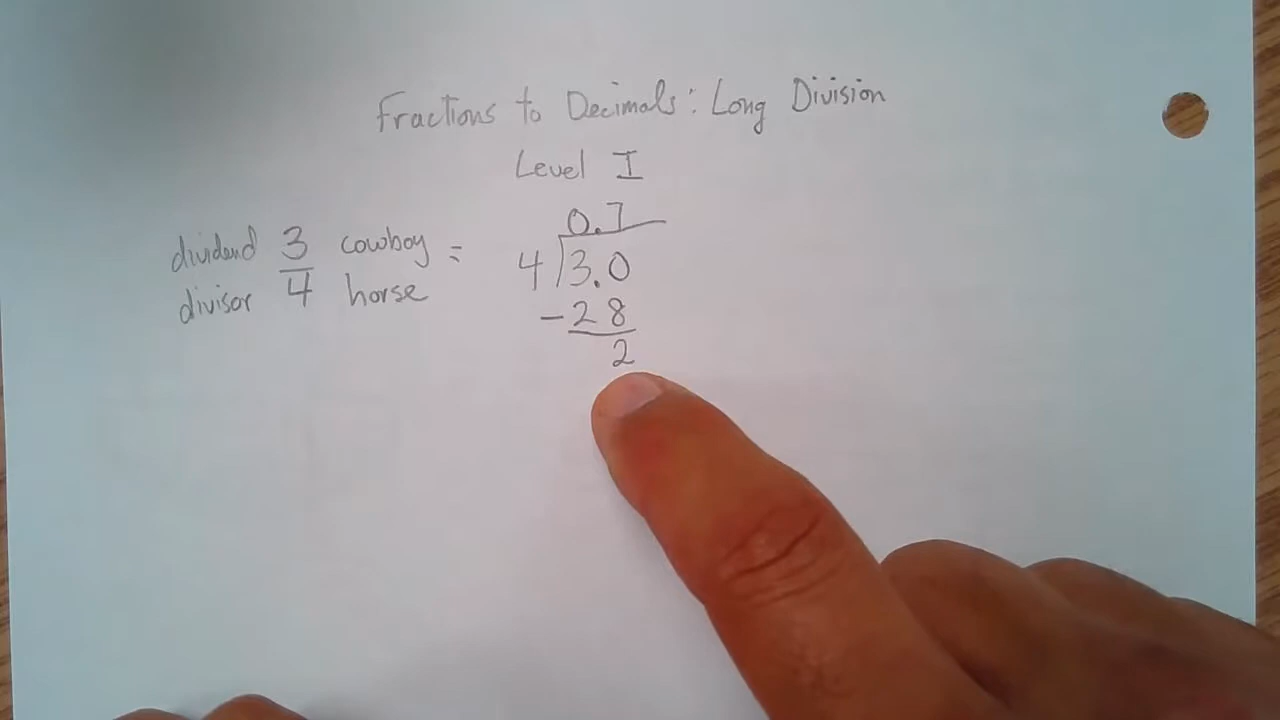 Fractions to Decimals: Long Division
Level I
dividend 3 cowboy =
divisor 4 horse
0.7
4)3.0
-28
2